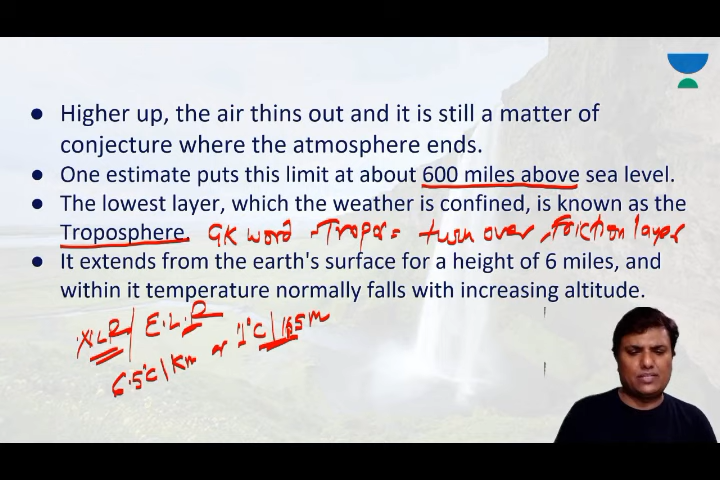 ● Higher up, the air thins out and it is still a matter of
conjecture where the atmosphere ends.
● One estimate puts this limit at about 600 miles above sea level.
● The lowest layer, which the weather is confined, is known as the
Troposphere. GK word - Tropos = turn over, Friction layer
● It extends from the earth's surface for a height of 6 miles, and
within it temperature normally falls with increasing altitude.
E.L.R
6.5°C/Km or 1°C/165m